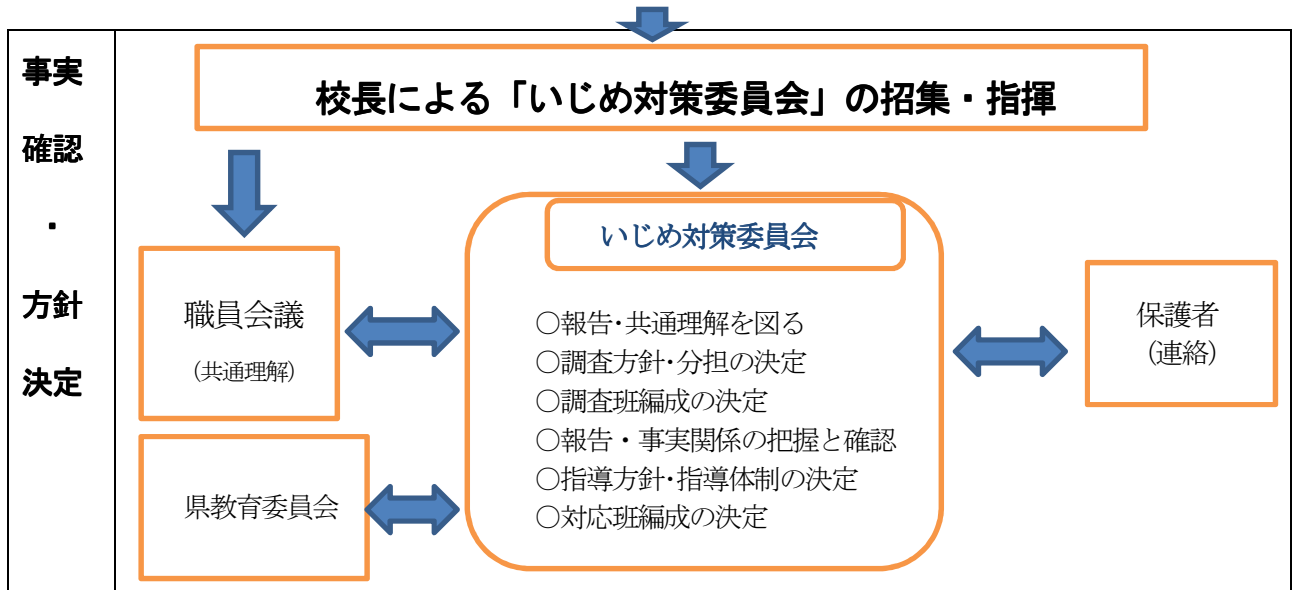 事実
確認
・
方針
決定
校長による「いじめ対策委員会」の招集・指揮
職員会議
(共通理解)
県教育委員会
いじめ対策委員会
○報告・共通理解を図る
○調査方針・分担の決定
○調査班編成の決定
○報告・事実関係の把握と確認
○指導方針・指導体制の決定
○対応班編成の決定
保護者
(連絡)